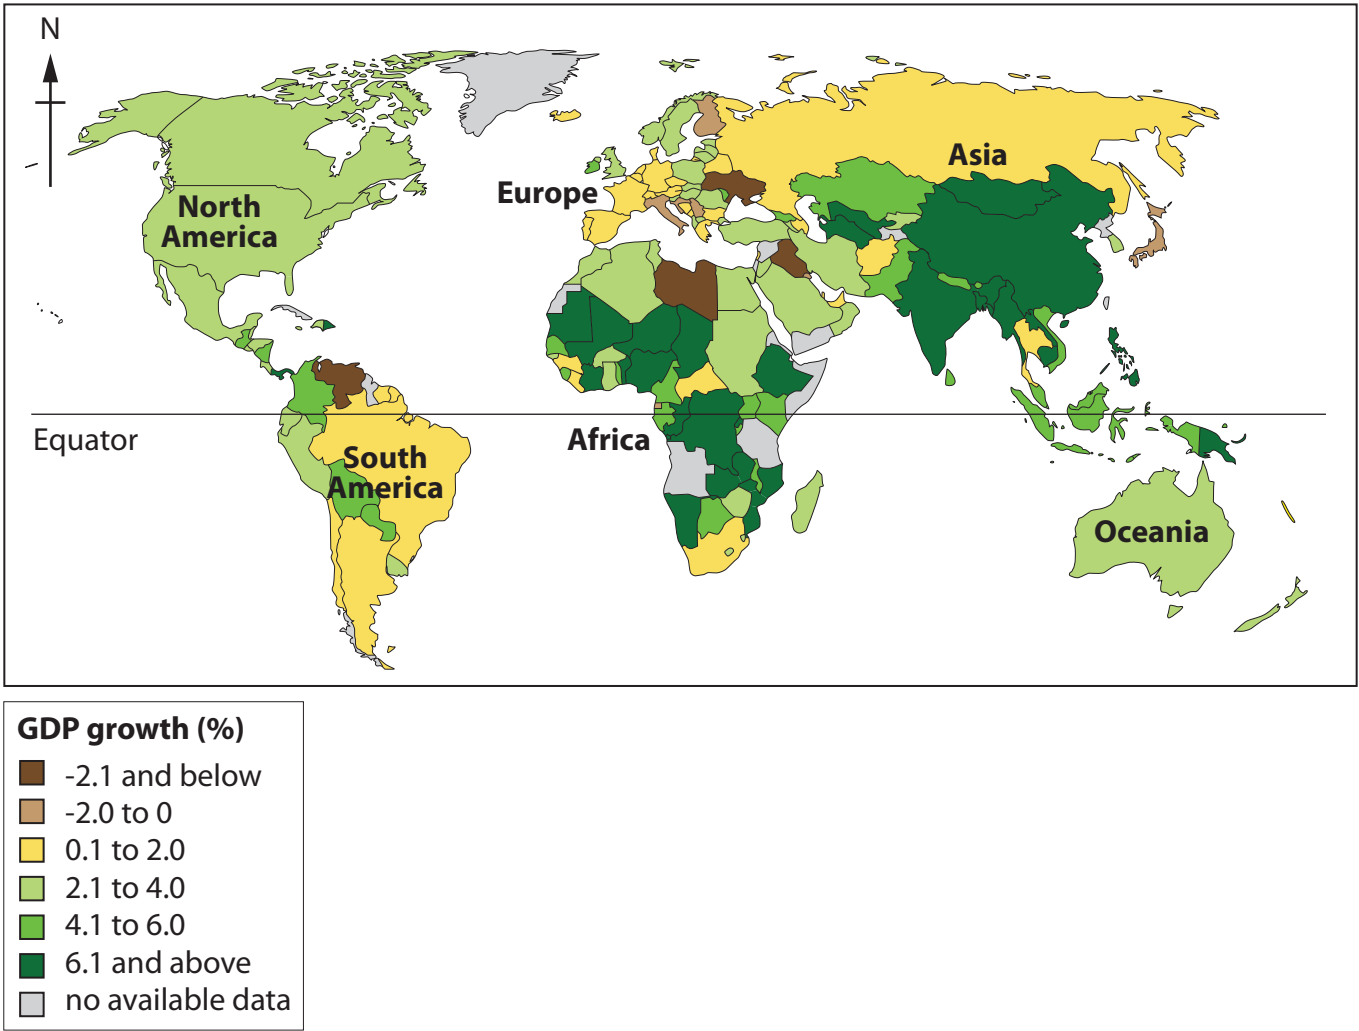 N
Asia
Europe
North
America
Equator
Africa
South
America
Oceania
GDP growth (%)
-2.1 and below
-2.0 to 0
0.1 to 2.0
2.1 to 4.0
4.1 to 6.0
6.1 and above
no available data